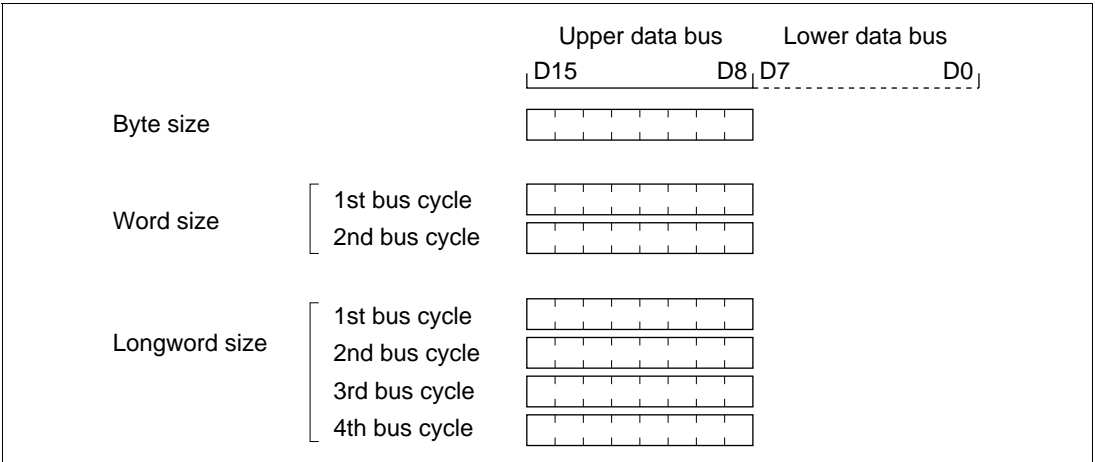 Upper data bus Lower data bus
D15 D8 D7 D0
Byte size
Word size
1st bus cycle
2nd bus cycle
Longword size
1st bus cycle
2nd bus cycle
3rd bus cycle
4th bus cycle